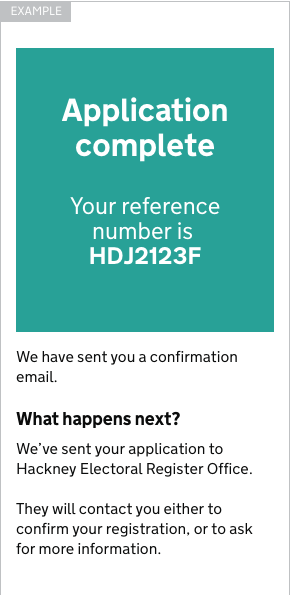 EXAMPLE
Application
complete
Your reference
number is
HDJ2123F
We have sent you a confirmation
email.
What happens next?
We’ve sent your application to
Hackney Electoral Register Office.
They will contact you either to
confirm your registration, or to ask
for more information.